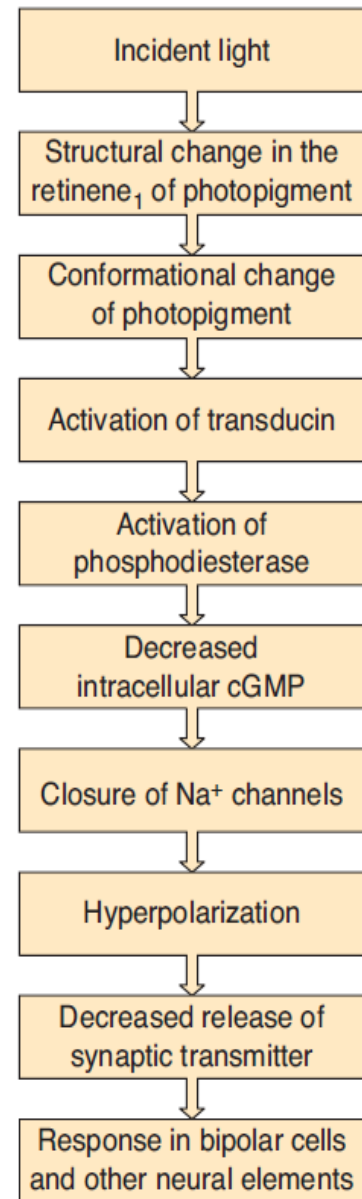 Incident light
Structural change in the
retinene₁ of photopigment
Conformational change
of photopigment
Activation of transducin
Activation of
phosphodiesterase
Decreased
intracellular cGMP
Closure of Na⁺ channels
Hyperpolarization
Decreased release of
synaptic transmitter
Response in bipolar cells
and other neural elements